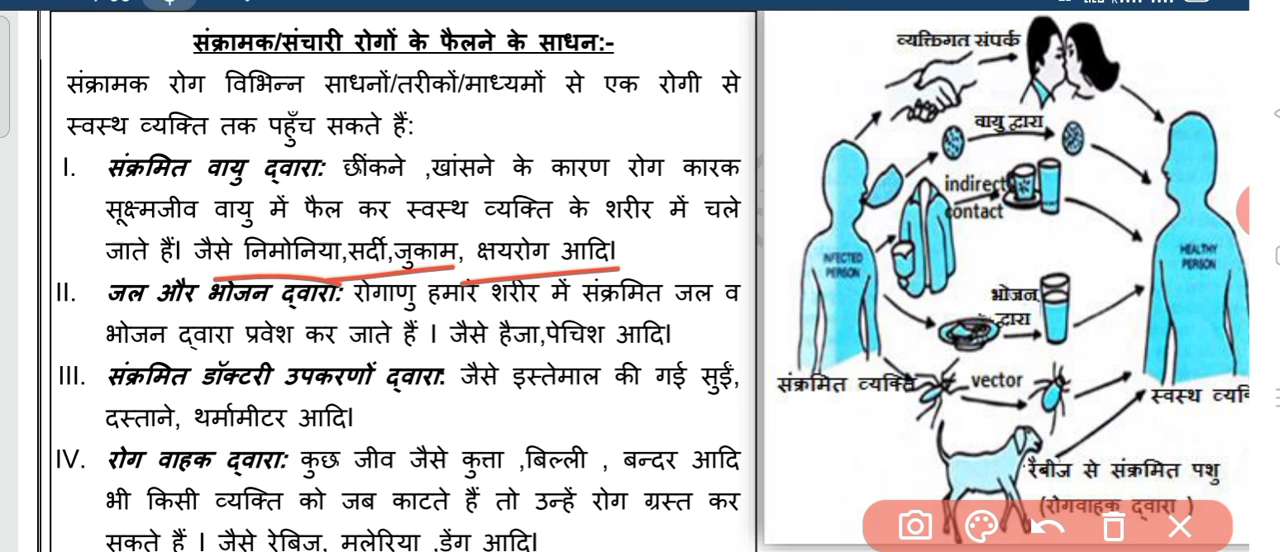 संक्रामक/संचारी रोगों के फैलने के साधन:-
संक्रामक रोग विभिन्न साधनों/तरीकों/माध्यमों से एक रोगी से
स्वस्थ व्यक्ति तक पहुँच सकते हैं:
I. संक्रमित वायु द्वारा: छींकने ,खांसने के कारण रोग कारक
सूक्ष्मजीव वायु में फैल कर स्वस्थ व्यक्ति के शरीर में चले
जाते हैं। जैसे निमोनिया,सर्दी,जुकाम, क्षयरोग आदि।
II. जल और भोजन द्वारा: रोगाणु हमारे शरीर में संक्रमित जल व
भोजन द्वारा प्रवेश कर जाते हैं । जैसे हैजा,पेचिश आदि।
III. संक्रमित डॉक्टरी उपकरणों द्वारा: जैसे इस्तेमाल की गई सुईं,
दस्ताने, थर्मामीटर आदि।
IV. रोग वाहक द्वारा: कुछ जीव जैसे कुत्ता ,बिल्ली , बन्दर आदि
भी किसी व्यक्ति को जब काटते हैं तो उन्हें रोग ग्रस्त कर
सकते हैं । जैसे रेबिज, मलेरिया ,डेंगू आदि।
व्यक्तिगत संपर्क
वायु द्वारा
indirect
contact
INFECTED
PERSON
HEALTHY
PERSON
भोजन
द्वारा
संक्रमित व्यक्ति
vector
स्वस्थ
रैबीज से संक्रमित पशु
(रोगवाहक द्वारा )